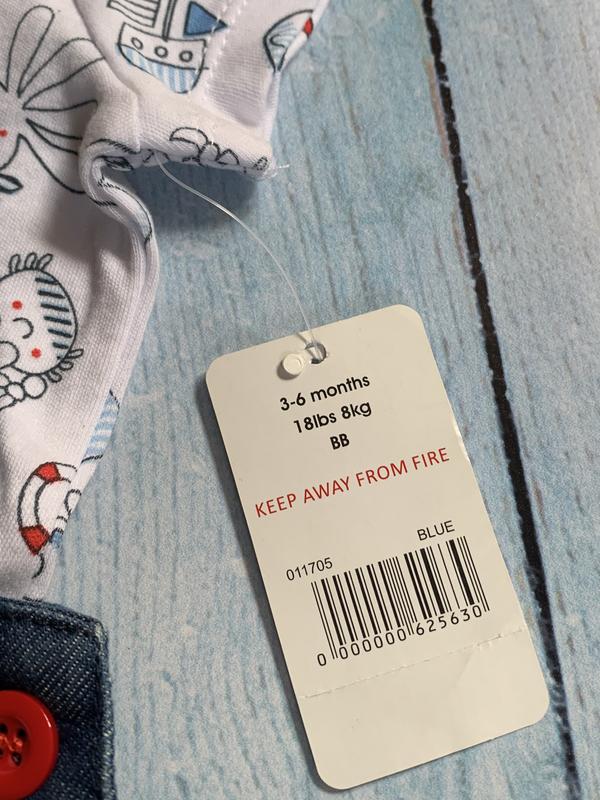 3-6 months
18lbs 8kg
BB
KEEP AWAY FROM FIRE
BLUE
011705
0 000000 625630